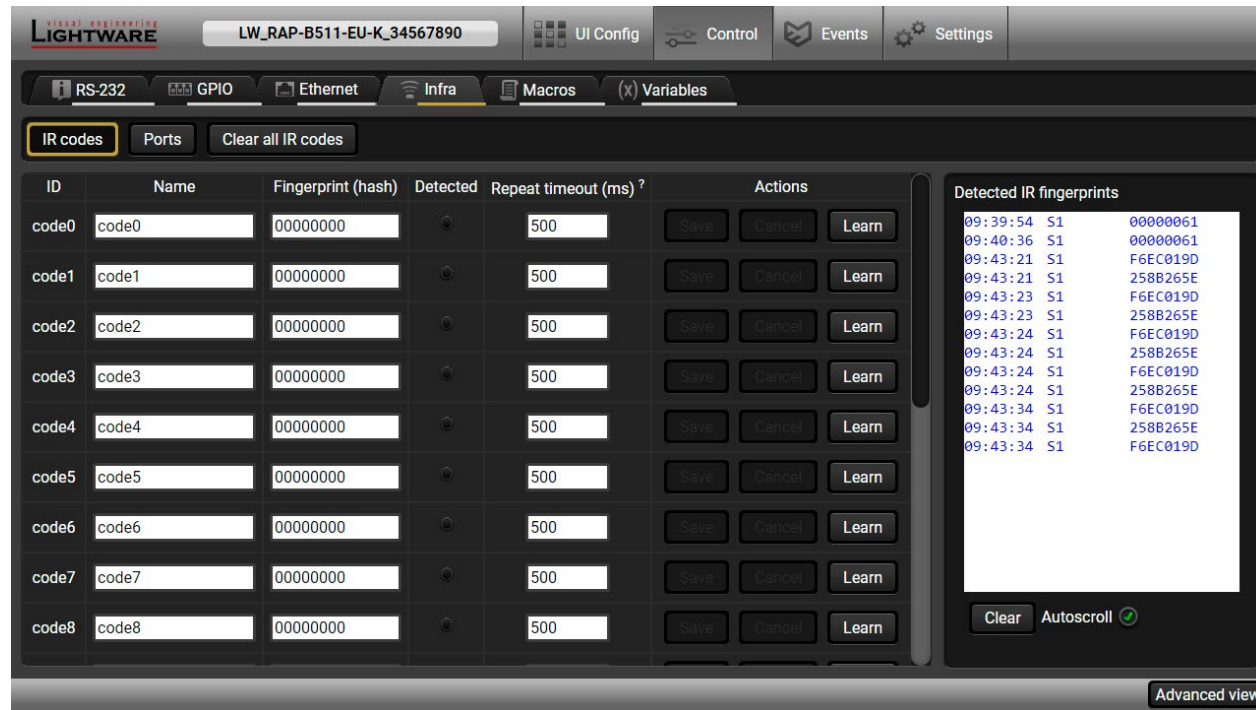 visual engineering
LIGHTWARE
LW_RAP-B511-EU-K_34567890
UI Config
Control
Events
Settings
RS-232
GPIO
Ethernet
Infra
Macros
(X) Variables
IR codes
Ports
Clear all IR codes
ID Name Fingerprint (hash) Detected Repeat timeout (ms) ? Actions
code0 code0 00000000 500 Save Cancel Learn
code1 code1 00000000 500 Save Cancel Learn
code2 code2 00000000 500 Save Cancel Learn
code3 code3 00000000 500 Save Cancel Learn
code4 code4 00000000 500 Save Cancel Learn
code5 code5 00000000 500 Save Cancel Learn
code6 code6 00000000 500 Save Cancel Learn
code7 code7 00000000 500 Save Cancel Learn
code8 code8 00000000 500 Save Cancel Learn
Detected IR fingerprints
09:39:54 S1 00000061
09:40:36 S1 00000061
09:43:21 S1 F6EC019D
09:43:21 S1 258B265E
09:43:23 S1 F6EC019D
09:43:23 S1 258B265E
09:43:24 S1 F6EC019D
09:43:24 S1 258B265E
09:43:24 S1 F6EC019D
09:43:24 S1 258B265E
09:43:34 S1 F6EC019D
09:43:34 S1 258B265E
09:43:34 S1 F6EC019D
Clear
Autoscroll
Advanced view